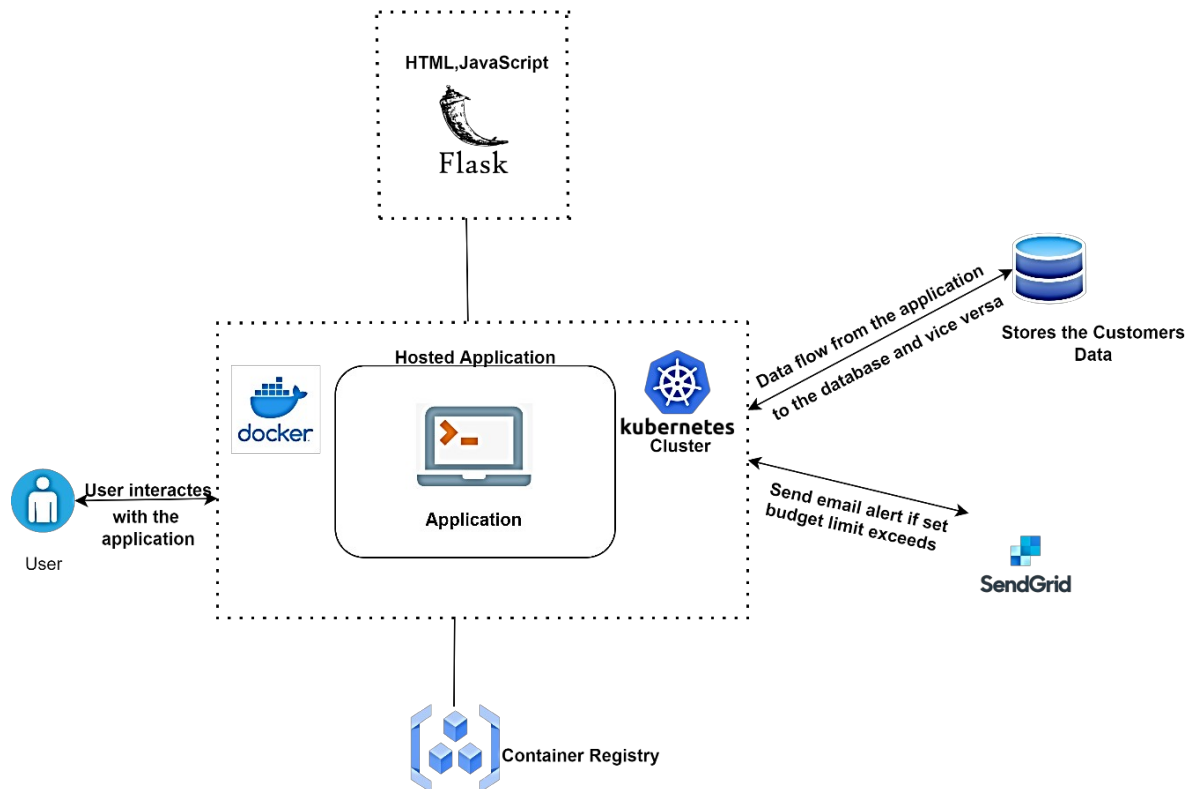 HTML,JavaScript
Flask
Hosted Application
docker
kubernetes
Cluster
Application
Data flow from the application
to the database and vice versa
Stores the Customers
Data
User interactes
with the
application
User
Send email alert if set
budget limit exceeds
SendGrid
Container Registry